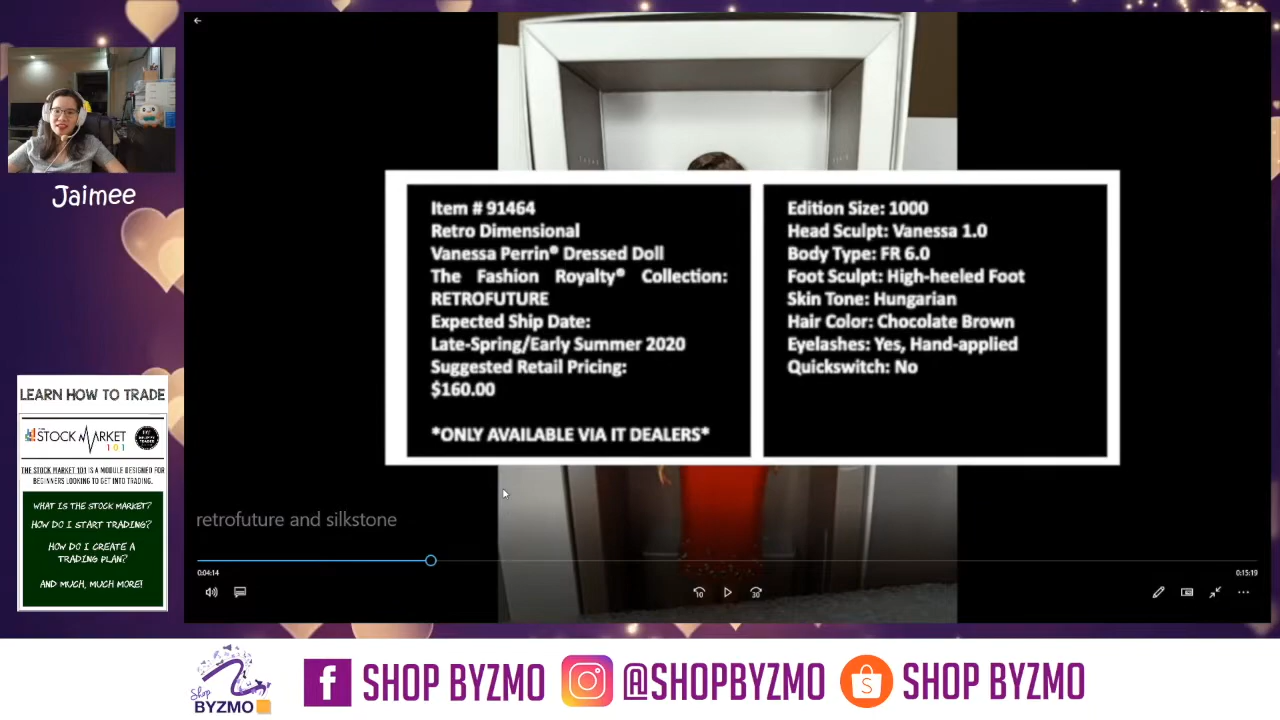 Jaimee
LEARN HOW TO TRADE
STOCK MARKET
101
THE STOCK MARKET 101 IS A MODULE DESIGNED FOR
BEGINNERS LOOKING TO GET INTO TRADING.
WHAT IS THE STOCK MARKET?
HOW DO I START TRADING?
HOW DO I CREATE A
TRADING PLAN?
AND MUCH, MUCH MORE!
Item # 91464
Retro Dimensional
Vanessa Perrin® Dressed Doll
The Fashion Royalty® Collection:
RETROFUTURE
Expected Ship Date:
Late-Spring/Early Summer 2020
Suggested Retail Pricing:
$160.00
*ONLY AVAILABLE VIA IT DEALERS*
Edition Size: 1000
Head Sculpt: Vanessa 1.0
Body Type: FR 6.0
Foot Sculpt: High-heeled Foot
Skin Tone: Hungarian
Hair Color: Chocolate Brown
Eyelashes: Yes, Hand-applied
Quickswitch: No
retrofuture and silkstone
0:04:14
0:15:19
10
30
Shop
BYZMO
f SHOP BYZMO
@SHOPBYZMO
S SHOP BYZMO